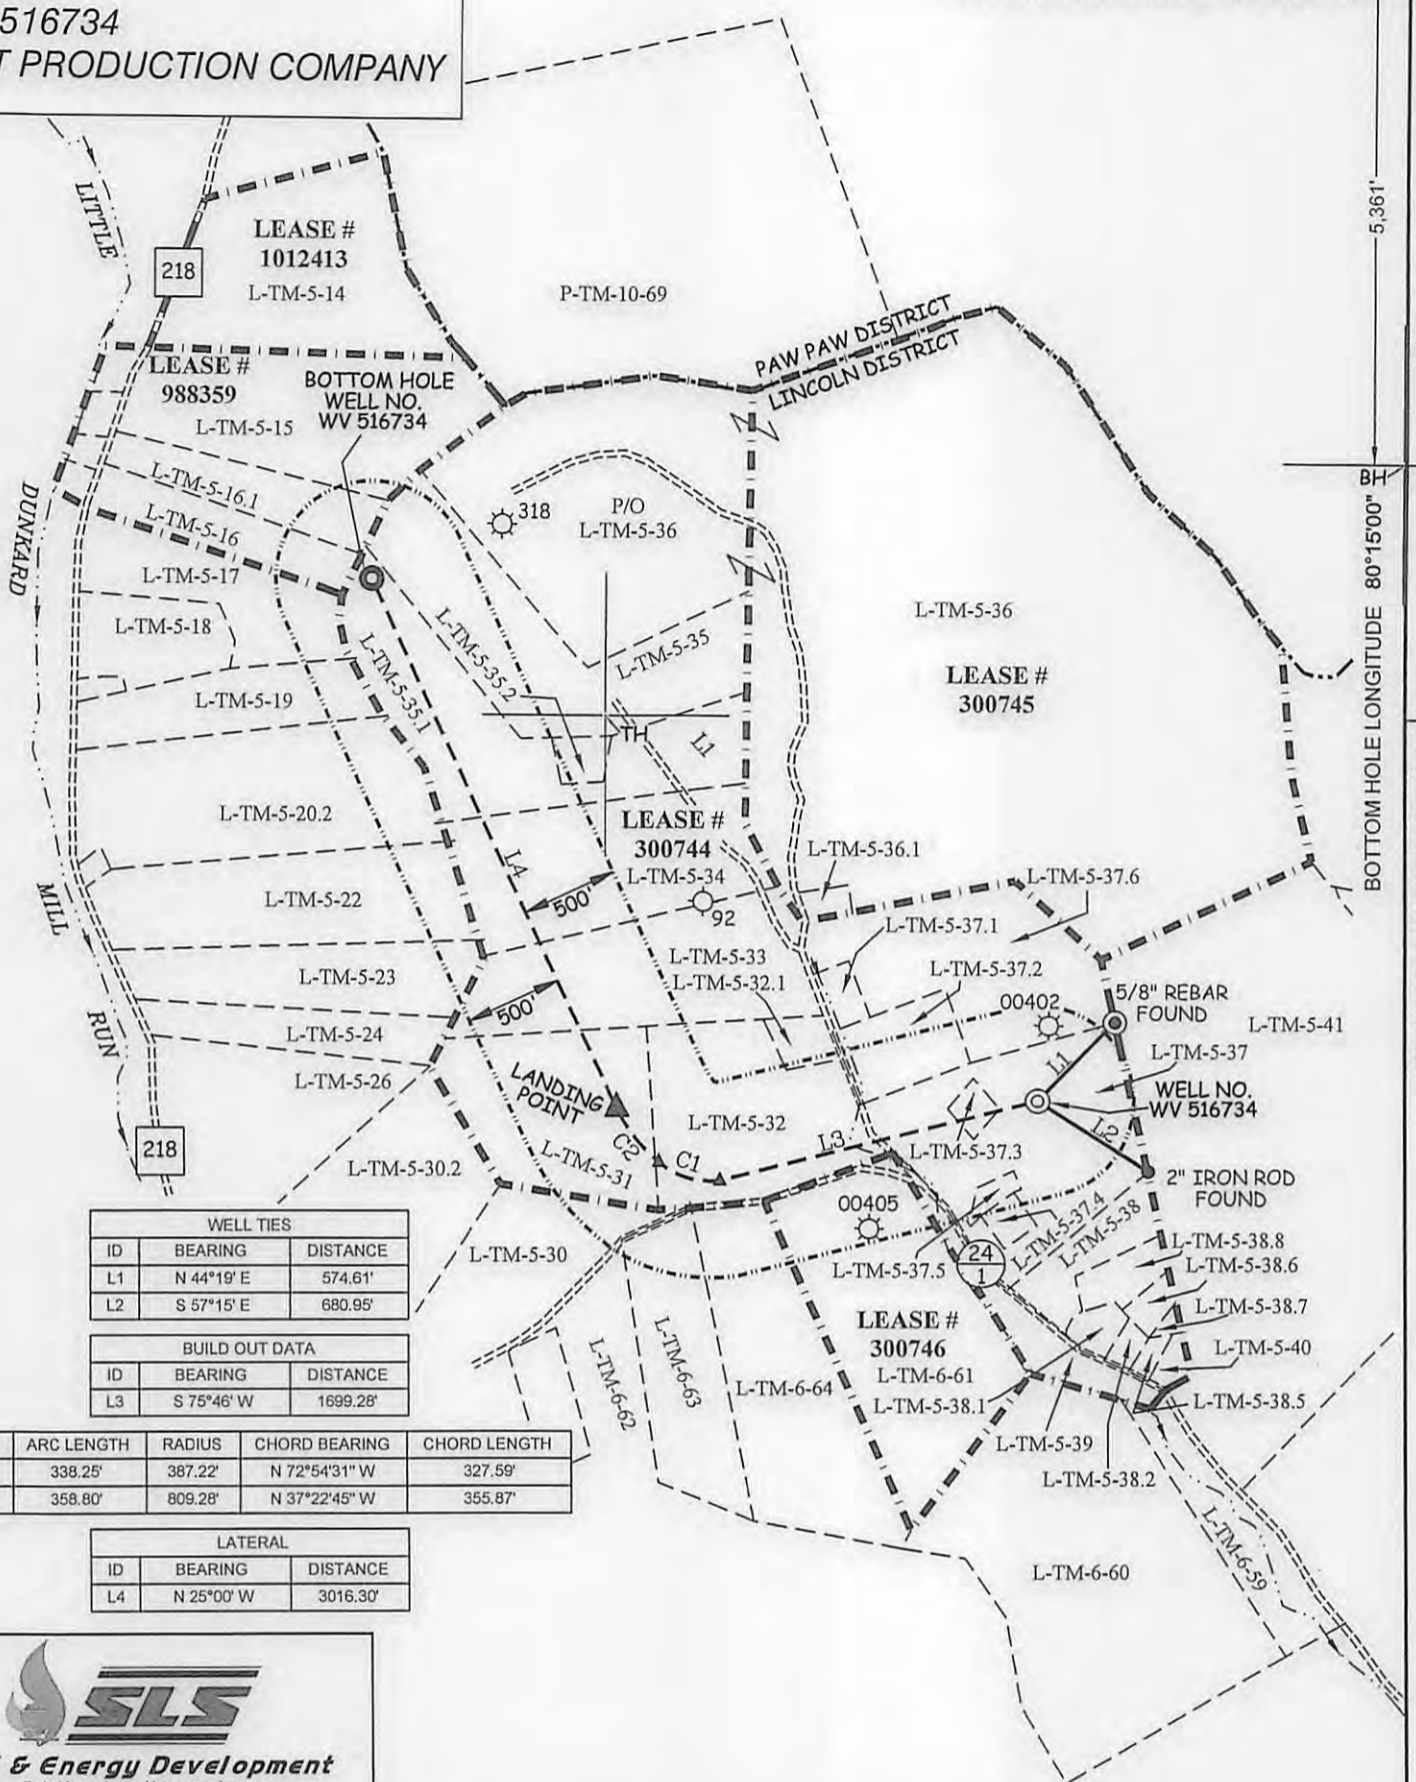 516734
T PRODUCTION COMPANY
LITTLE
218
LEASE #
1012413
L-TM-5-14
P-TM-10-69
5,361'
PAW PAW DISTRICT
LINCOLN DISTRICT
LEASE #
988359
L-TM-5-15
BOTTOM HOLE
WELL NO.
WV 516734
BH
BOTTOM HOLE LONGITUDE 80°15'00"
L-TM-5-16.1
L-TM-5-16
DUNKARD
318
P/O
L-TM-5-36
L-TM-5-17
L-TM-5-18
L-TM-5-19
L-TM-5-35.1
L-TM-5-35.2
L-TM-5-35
L-TM-5-36
LEASE #
300745
TH
L1
L-TM-5-20.2
LEASE #
300744
L-TM-5-34
L-TM-5-36.1
L-TM-5-37.6
L4
500'
92
L-TM-5-22
MILL
L-TM-5-37.1
L-TM-5-33
L-TM-5-32.1
L-TM-5-37.2
L-TM-5-23
500'
00402
5/8" REBAR
FOUND
L-TM-5-41
RUN
L-TM-5-24
L-TM-5-26
L1
L-TM-5-37
LANDING
POINT
WELL NO.
WV 516734
L-TM-5-32
L2
218
L3
C2
C1
L-TM-5-37.3
L-TM-5-30.2
L-TM-5-31
2" IRON ROD
FOUND
00405
L-TM-5-37.4
L-TM-5-38
L-TM-5-30
L-TM-5-37.5
24
1
L-TM-5-38.8
L-TM-5-38.6
L-TM-5-38.7
LEASE #
300746
L-TM-6-61
L-TM-5-40
L-TM-6-62
L-TM-6-63
L-TM-6-64
L-TM-5-38.1
L-TM-5-38.5
L-TM-5-39
L-TM-5-38.2
L-TM-6-59
L-TM-6-60
WELL TIES
ID BEARING DISTANCE
L1 N 44°19' E 574.61'
L2 S 57°15' E 680.95'
BUILD OUT DATA
ID BEARING DISTANCE
L3 S 75°46' W 1699.28'
ARC LENGTH RADIUS CHORD BEARING CHORD LENGTH
338.25' 387.22' N 72°54'31" W 327.59'
358.80' 809.28' N 37°22'45" W 355.87'
LATERAL
ID BEARING DISTANCE
L4 N 25°00' W 3016.30'
SLS
& Energy Development